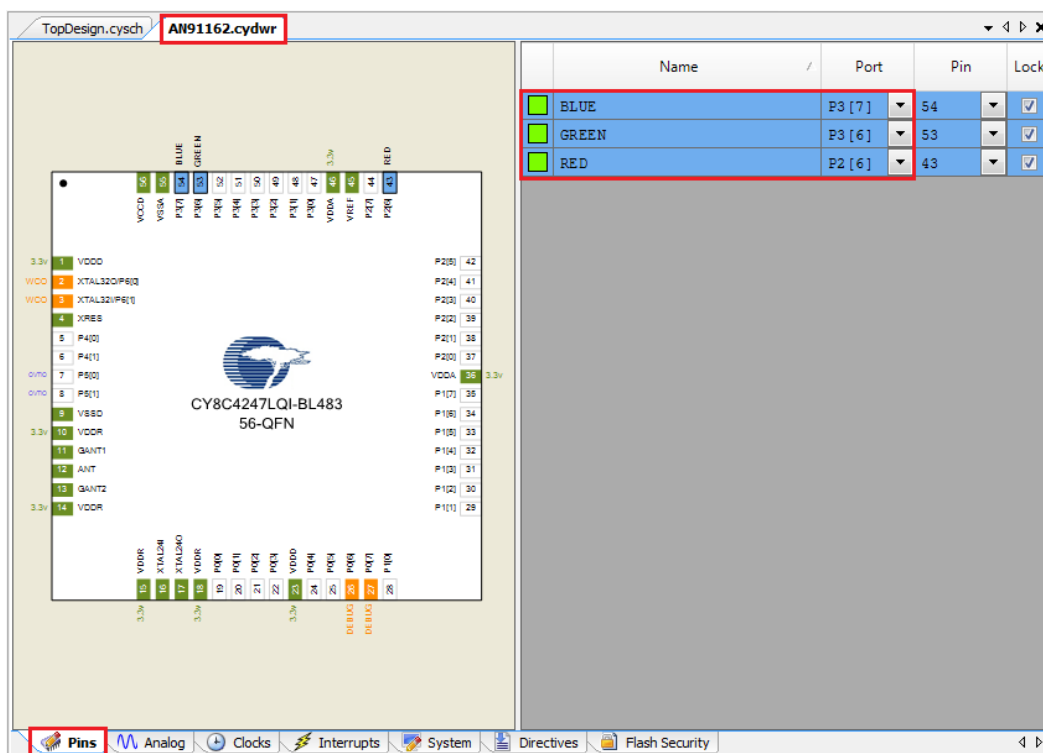 TopDesign.cysch
AN91162.cydwr
Name / Port Pin Lock
BLUE P3[7] 54
GREEN P3[6] 53
RED P2[6] 43
BLUE GREEN 3.3v RED
56 55 54 53 52 51 50 49 48 47 46 45 44 43
VCCD VSSA P3[7] P3[6] P3[5] P3[4] P3[3] P3[2] P3[1] P3[0] VDDA VREF P2[7] P2[6]
3.3v 1 VDDD
WCO 2 XTAL32O/P6[0]
WCO 3 XTAL32I/P6[1]
4 XRES
5 P4[0]
6 P4[1]
7 P5[0]
8 P5[1]
9 VSSD
3.3v 10 VDDR
11 GANT1
12 ANT
13 GANT2
3.3v 14 VDDR
CY8C4247LQI-BL483
56-QFN
P2[5] 42
P2[4] 41
P2[3] 40
P2[2] 39
P2[1] 38
P2[0] 37
VDDA 36 3.3v
P1[7] 35
P1[6] 34
P1[5] 33
P1[4] 32
P1[3] 31
P1[2] 30
P1[1] 29
VDDR XTAL24I XTAL24O VDDR P0[0] P0[1] P0[2] P0[3] VDDD P0[4] P0[5] P0[6] P0[7] P1[0]
15 16 17 18 19 20 21 22 23 24 25 26 27 28
3.3v 3.3v 3.3v DEBUG DEBUG
Pins Analog Clocks Interrupts System Directives Flash Security